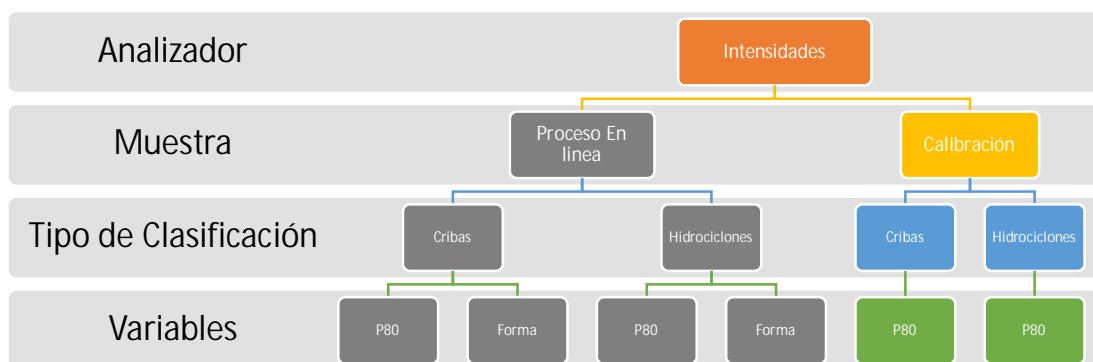 Analizador
Intensidades
Muestra
Proceso En
linea
Calibración
Tipo de Clasificación
Cribas
Hidrociclones
Cribas
Hidrociclones
Variables
P80
Forma
P80
Forma
P80
P80